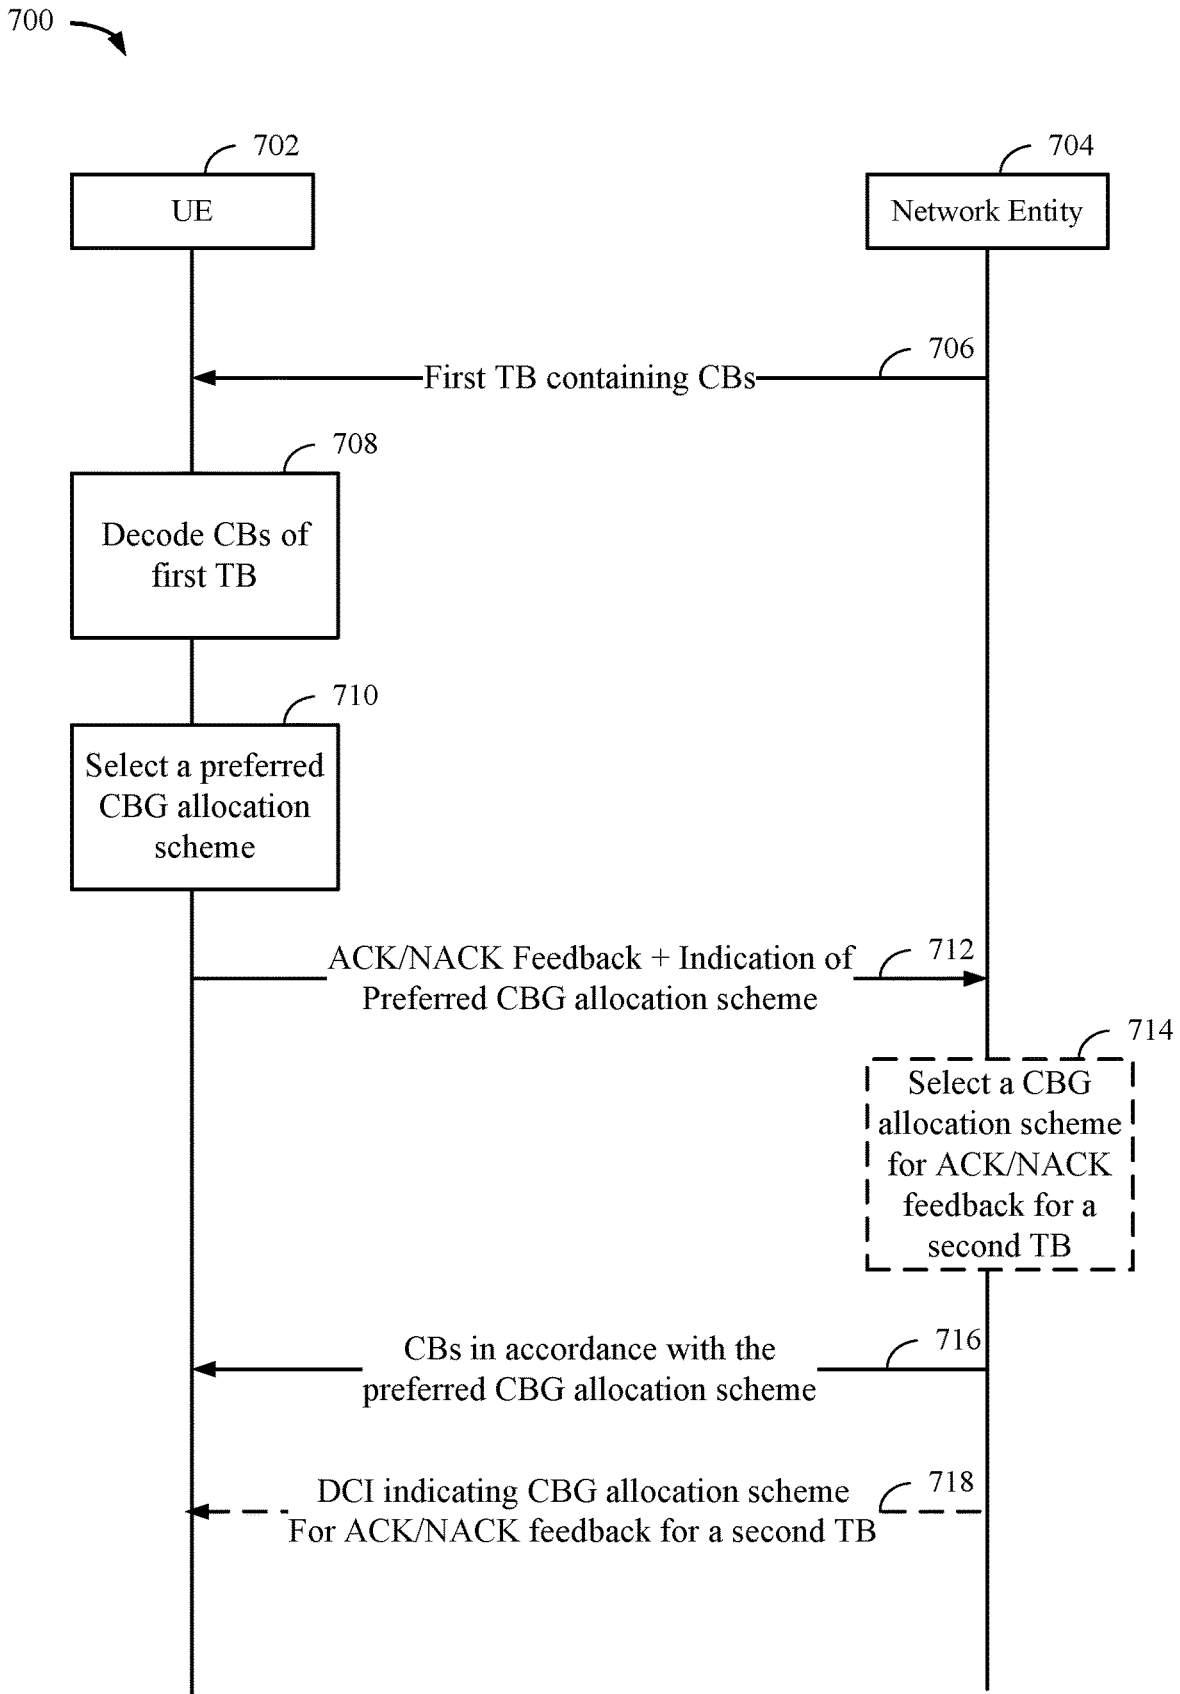 700
702
704
UE
Network Entity
706
First TB containing CBs
708
Decode CBs of
first TB
710
Select a preferred
CBG allocation
scheme
712
ACK/NACK Feedback + Indication of
Preferred CBG allocation scheme
714
Select a CBG
allocation scheme
for ACK/NACK
feedback for a
second TB
716
CBs in accordance with the
preferred CBG allocation scheme
718
DCI indicating CBG allocation scheme
For ACK/NACK feedback for a second TB